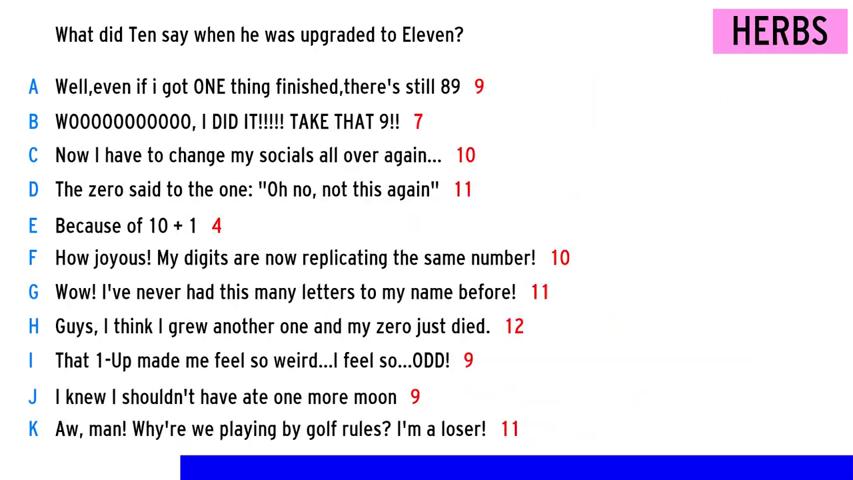 What did Ten say when he was upgraded to Eleven?
HERBS
A Well,even if i got ONE thing finished,there's still 89 9
B WOOOOOOOOOOO, I DID IT!!!!! TAKE THAT 9!! 7
C Now I have to change my socials all over again... 10
D The zero said to the one: "Oh no, not this again" 11
E Because of 10 + 1 4
F How joyous! My digits are now replicating the same number! 10
G Wow! I've never had this many letters to my name before! 11
H Guys, I think I grew another one and my zero just died. 12
I That 1-Up made me feel so weird...I feel so...ODD! 9
J I knew I shouldn't have ate one more moon 9
K Aw, man! Why're we playing by golf rules? I'm a loser! 11